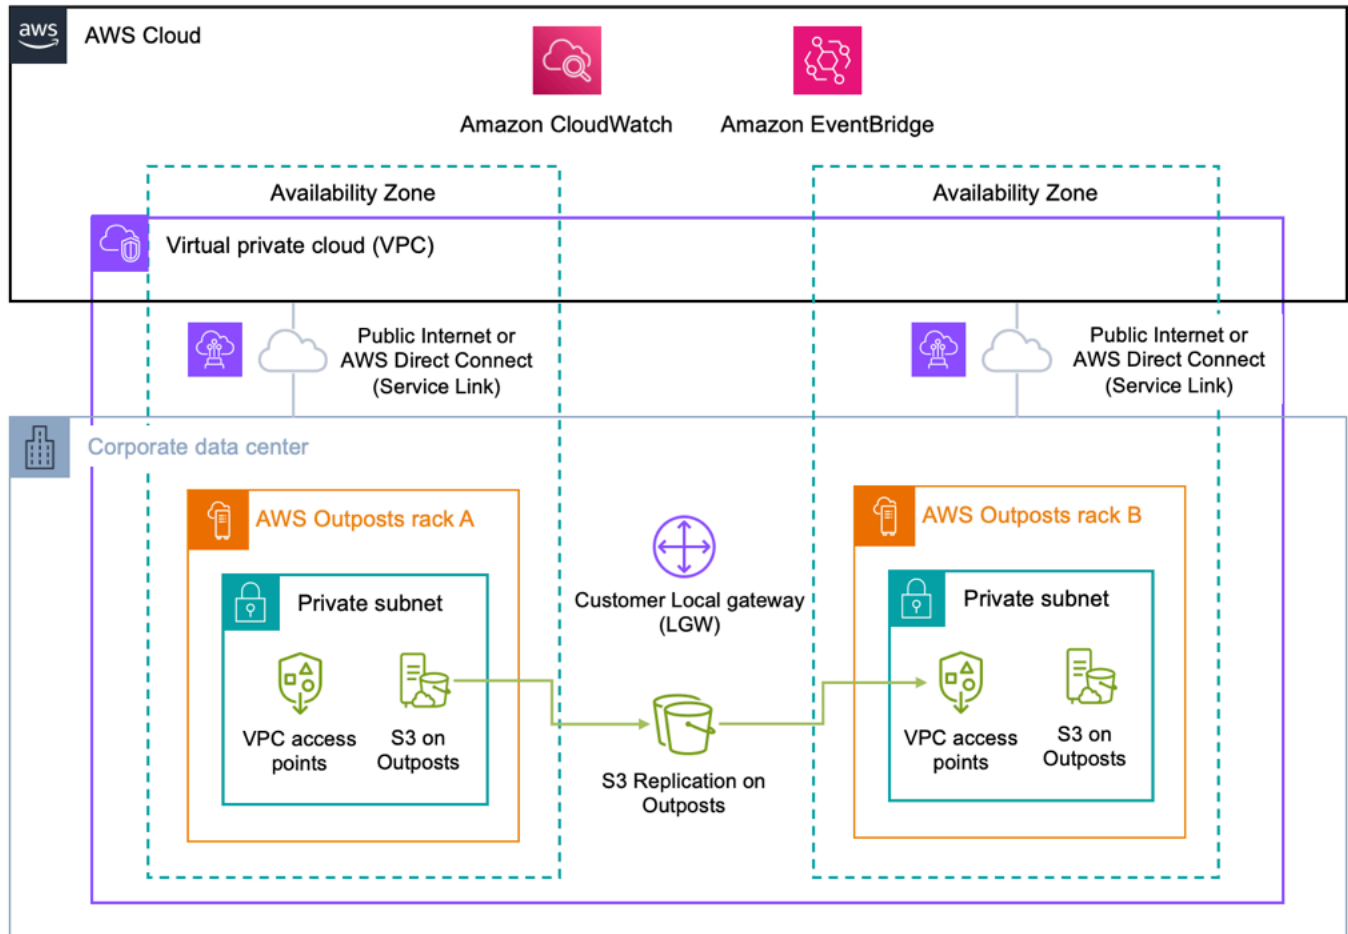 aws
AWS Cloud
Amazon CloudWatch
Amazon EventBridge
Availability Zone
Availability Zone
Virtual private cloud (VPC)
Public Internet or
AWS Direct Connect
(Service Link)
Public Internet or
AWS Direct Connect
(Service Link)
Corporate data center
AWS Outposts rack A
Private subnet
VPC access
points
S3 on
Outposts
Customer Local gateway
(LGW)
S3 Replication on
Outposts
AWS Outposts rack B
Private subnet
VPC access
points
S3 on
Outposts